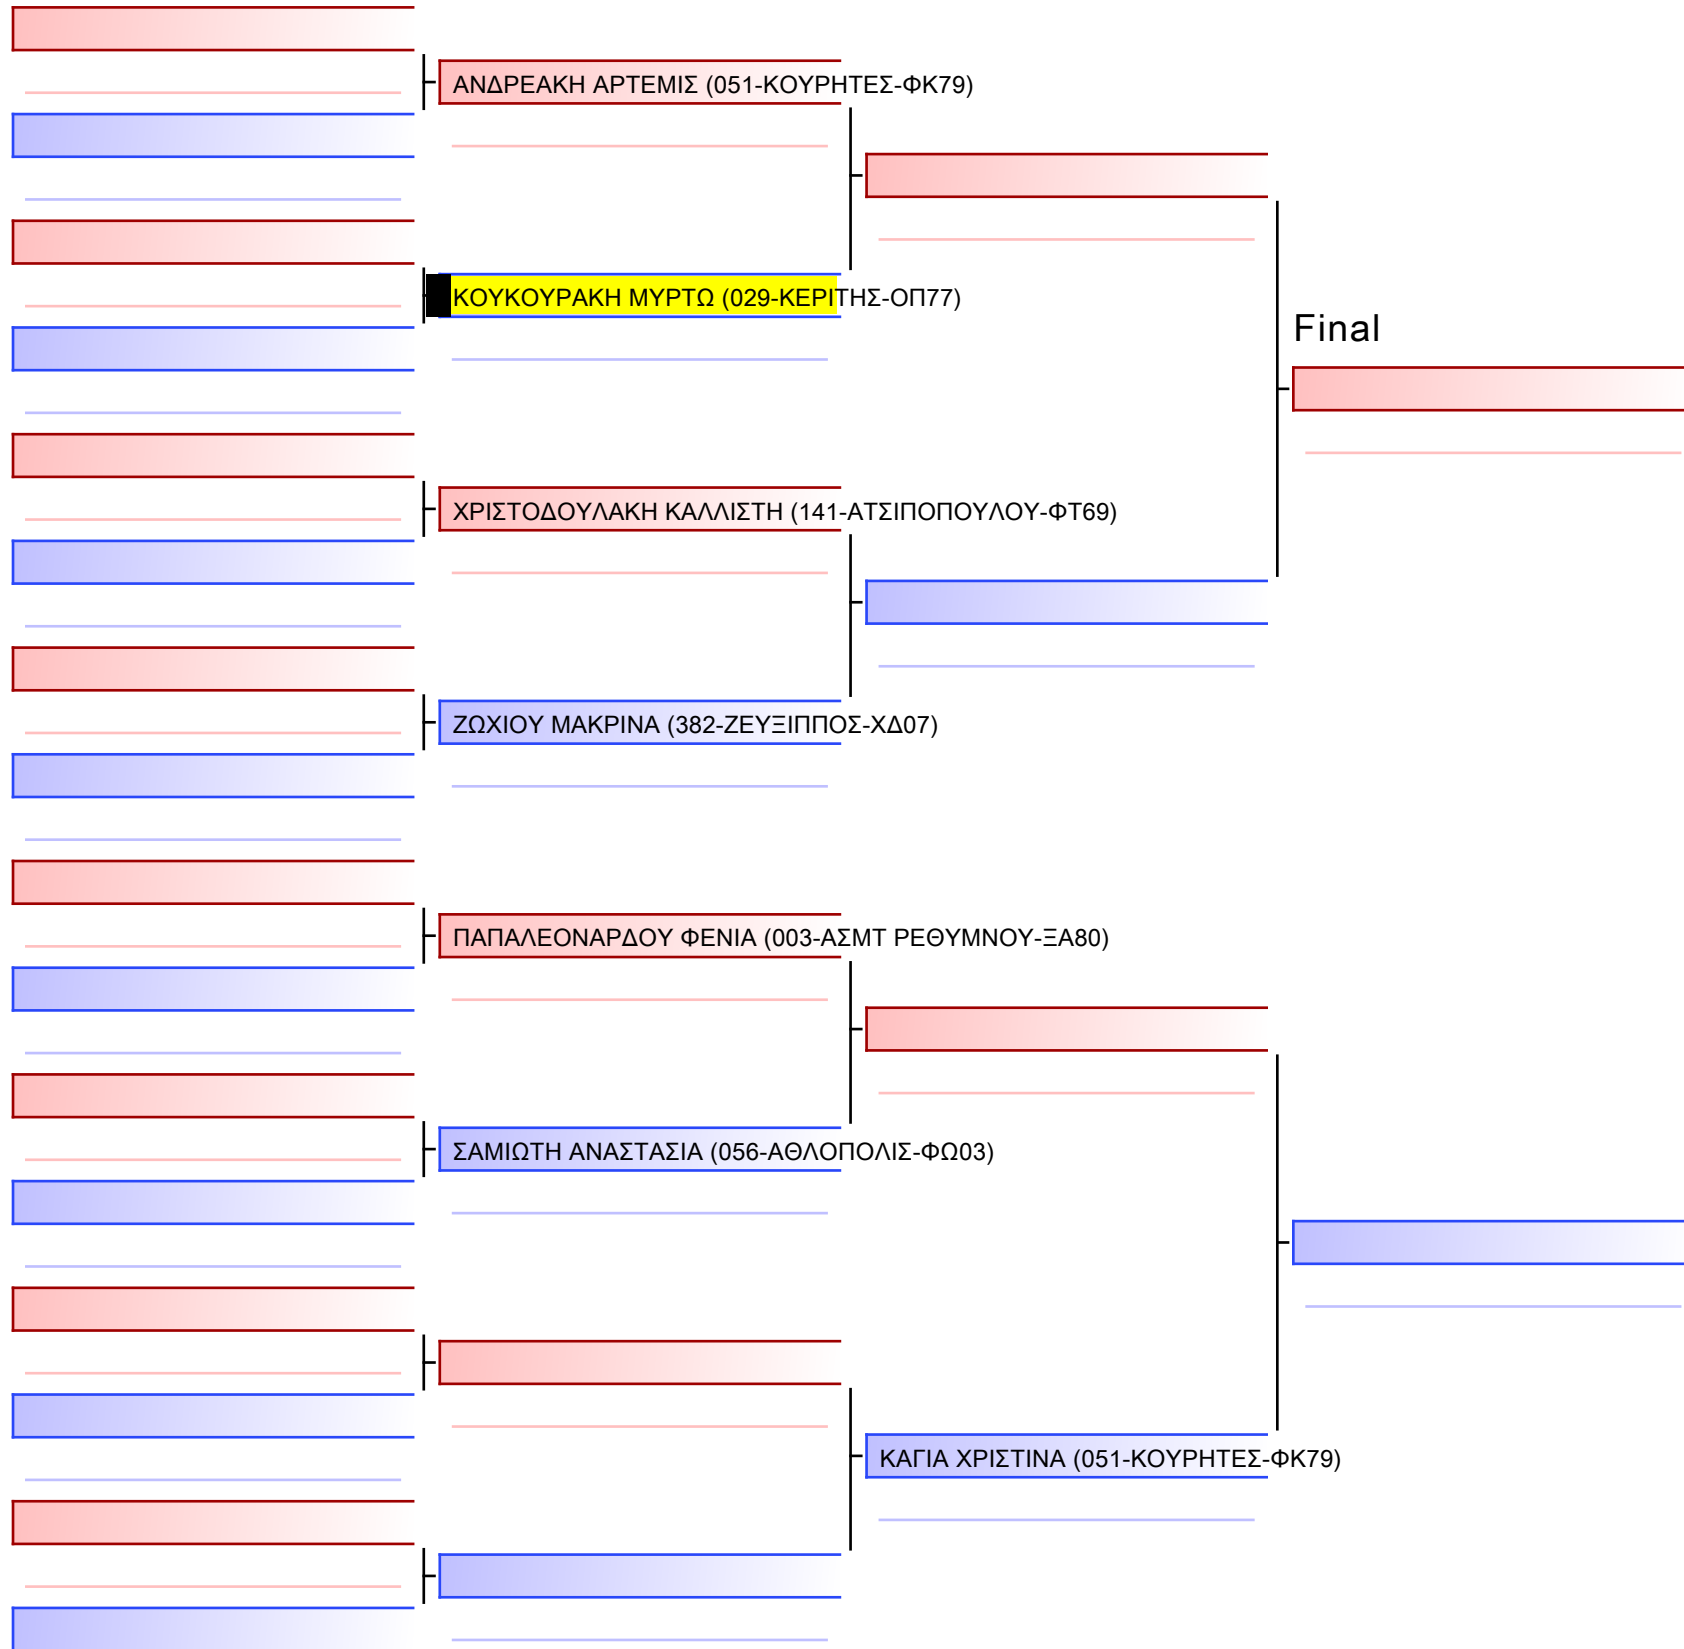 ΑΝΔΡΕΑΚΗ ΑΡΤΕΜΙΣ (051-ΚΟΥΡΗΤΕΣ-ΦΚ79)
ΚΟΥΚΟΥΡΑΚΗ ΜΥΡΤΩ (029-ΚΕΡΙΤΗΣ-ΟΠ77)
Final
ΧΡΙΣΤΟΔΟΥΛΑΚΗ ΚΑΛΛΙΣΤΗ (141-ΑΤΣΙΠΟΠΟΥΛΟΥ-ΦΤ69)
ΖΩΧΙΟΥ ΜΑΚΡΙΝΑ (382-ΖΕΥΞΙΠΠΟΣ-ΧΔ07)
ΠΑΠΑΛΕΟΝΑΡΔΟΥ ΦΕΝΙΑ (003-ΑΣΜΤ ΡΕΘΥΜΝΟΥ-ΞΑ80)
ΣΑΜΙΩΤΗ ΑΝΑΣΤΑΣΙΑ (056-ΑΘΛΟΠΟΛΙΣ-ΦΩ03)
ΚΑΓΙΑ ΧΡΙΣΤΙΝΑ (051-ΚΟΥΡΗΤΕΣ-ΦΚ79)